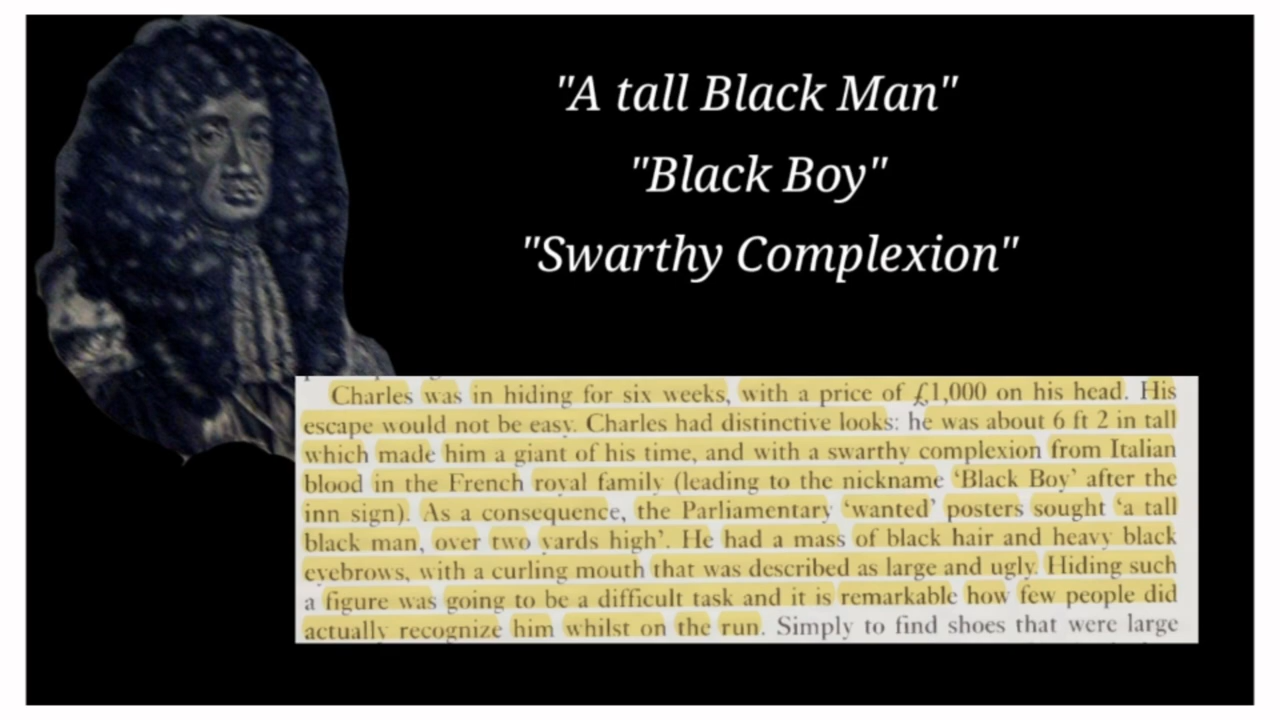 "A tall Black Man"
"Black Boy"
"Swarthy Complexion"
Charles was in hiding for six weeks, with a price of £1,000 on his head. His
escape would not be easy. Charles had distinctive looks: he was about 6 ft 2 in tall
which made him a giant of his time, and with a swarthy complexion from Italian
blood in the French royal family (leading to the nickname 'Black Boy' after the
inn sign). As a consequence, the Parliamentary 'wanted' posters sought 'a tall
black man, over two yards high'. He had a mass of black hair and heavy black
eyebrows, with a curling mouth that was described as large and ugly. Hiding such
a figure was going to be a difficult task and it is remarkable how few people did
actually recognize him whilst on the run. Simply to find shoes that were large